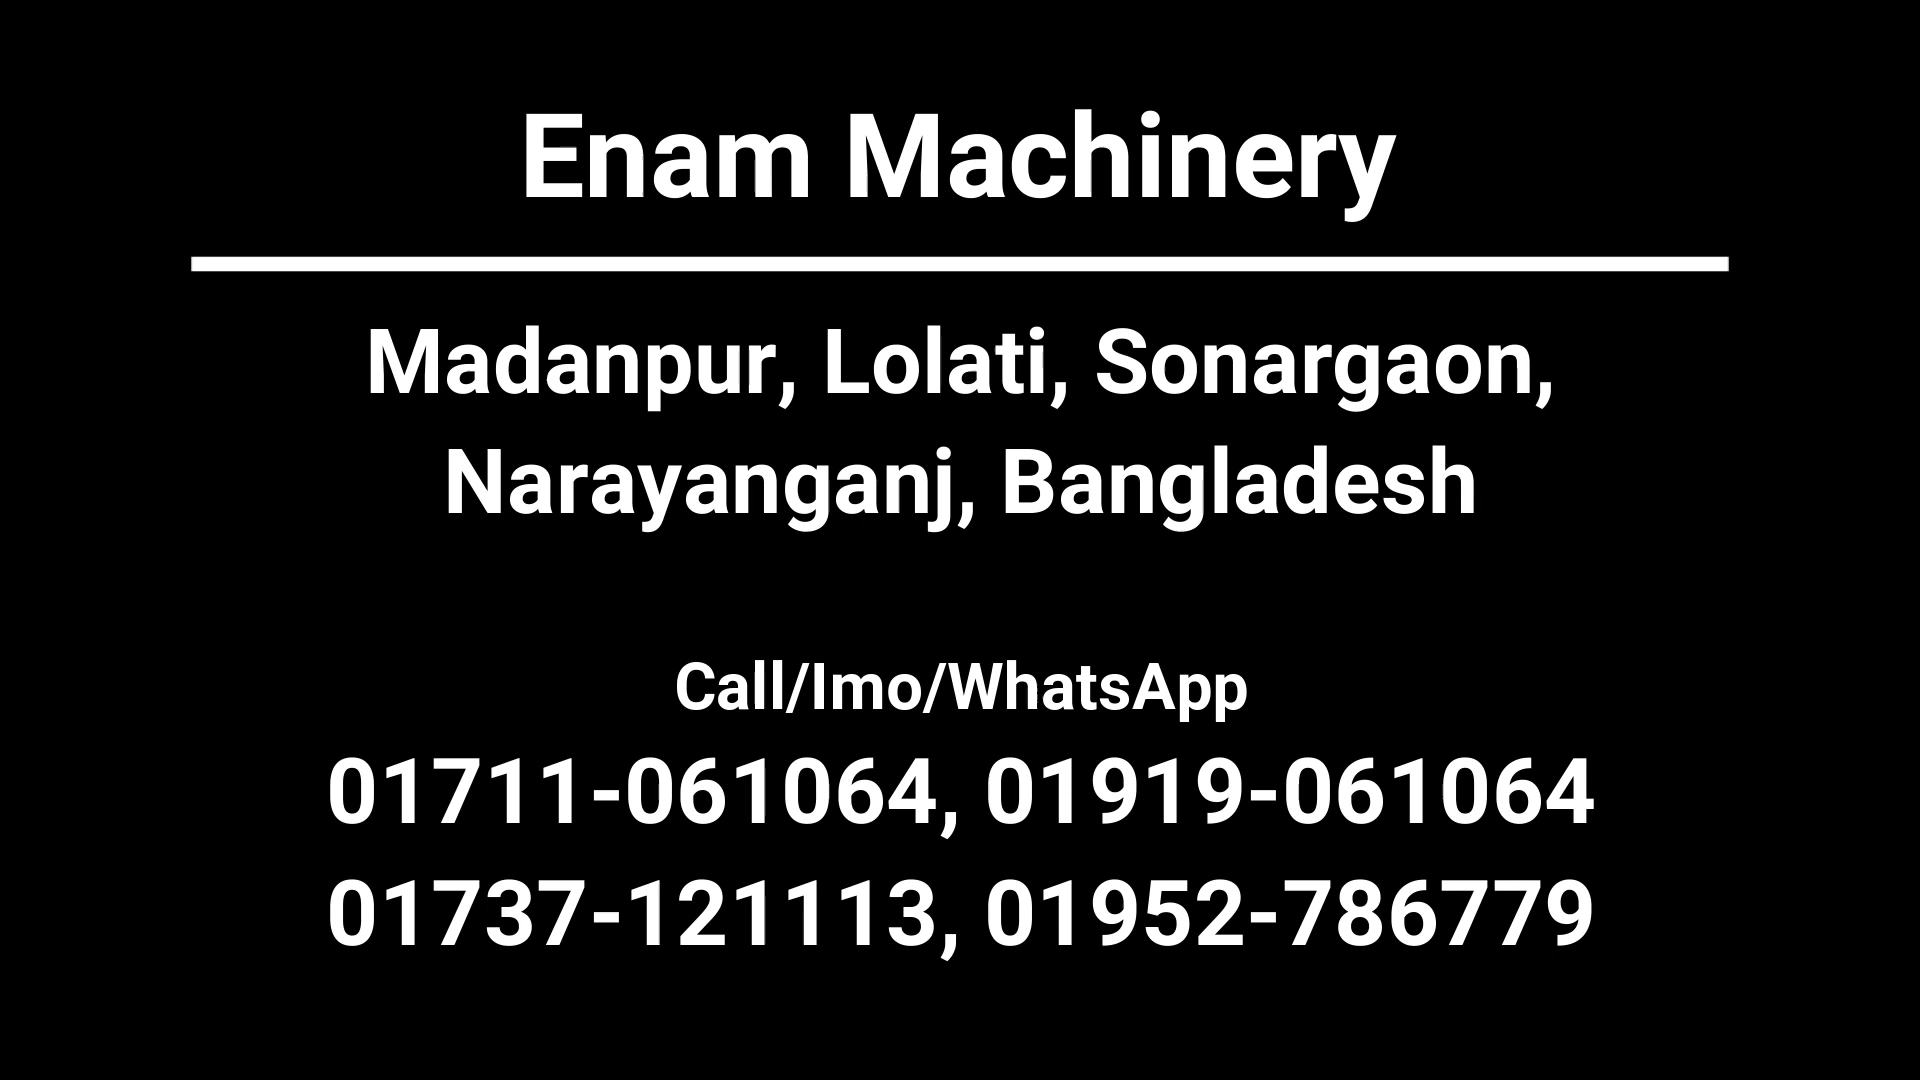 Enam Machinery
Madanpur, Lolati, Sonargaon,
Narayanganj, Bangladesh
Call/Imo/WhatsApp
01711-061064, 01919-061064
01737-121113, 01952-786779